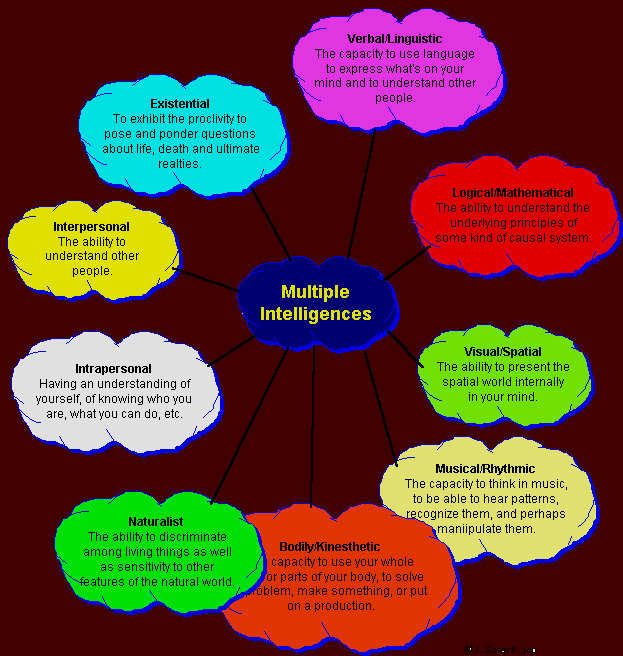 Verbal/Linguistic
The capacity to use language
to express what's on your
mind and to understand other
people.
Existential
To exhibit the proclivity to
pose and ponder questions
about life, death and ultimate
realties.
Logical/Mathematical
The ability to understand the
underlying principles of
some kind of causal system.
Interpersonal
The ability to
understand other
people.
Multiple
Intelligences
Intrapersonal
Having an understanding of
yourself, of knowing who you
are, what you can do, etc.
Visual/Spatial
The ability to present the
spatial world internally
in your mind.
Musical/Rhythmic
The capacity to think in music,
to be able to hear patterns,
recognize them, and perhaps
maniipulate them.
Naturalist
The ability to discriminate
among living things as well
as sensitivity to other
features of the natural world.
Bodily/Kinesthetic
capacity to use your whole
or parts of your body, to solve
problem, make something, or put
on a production.